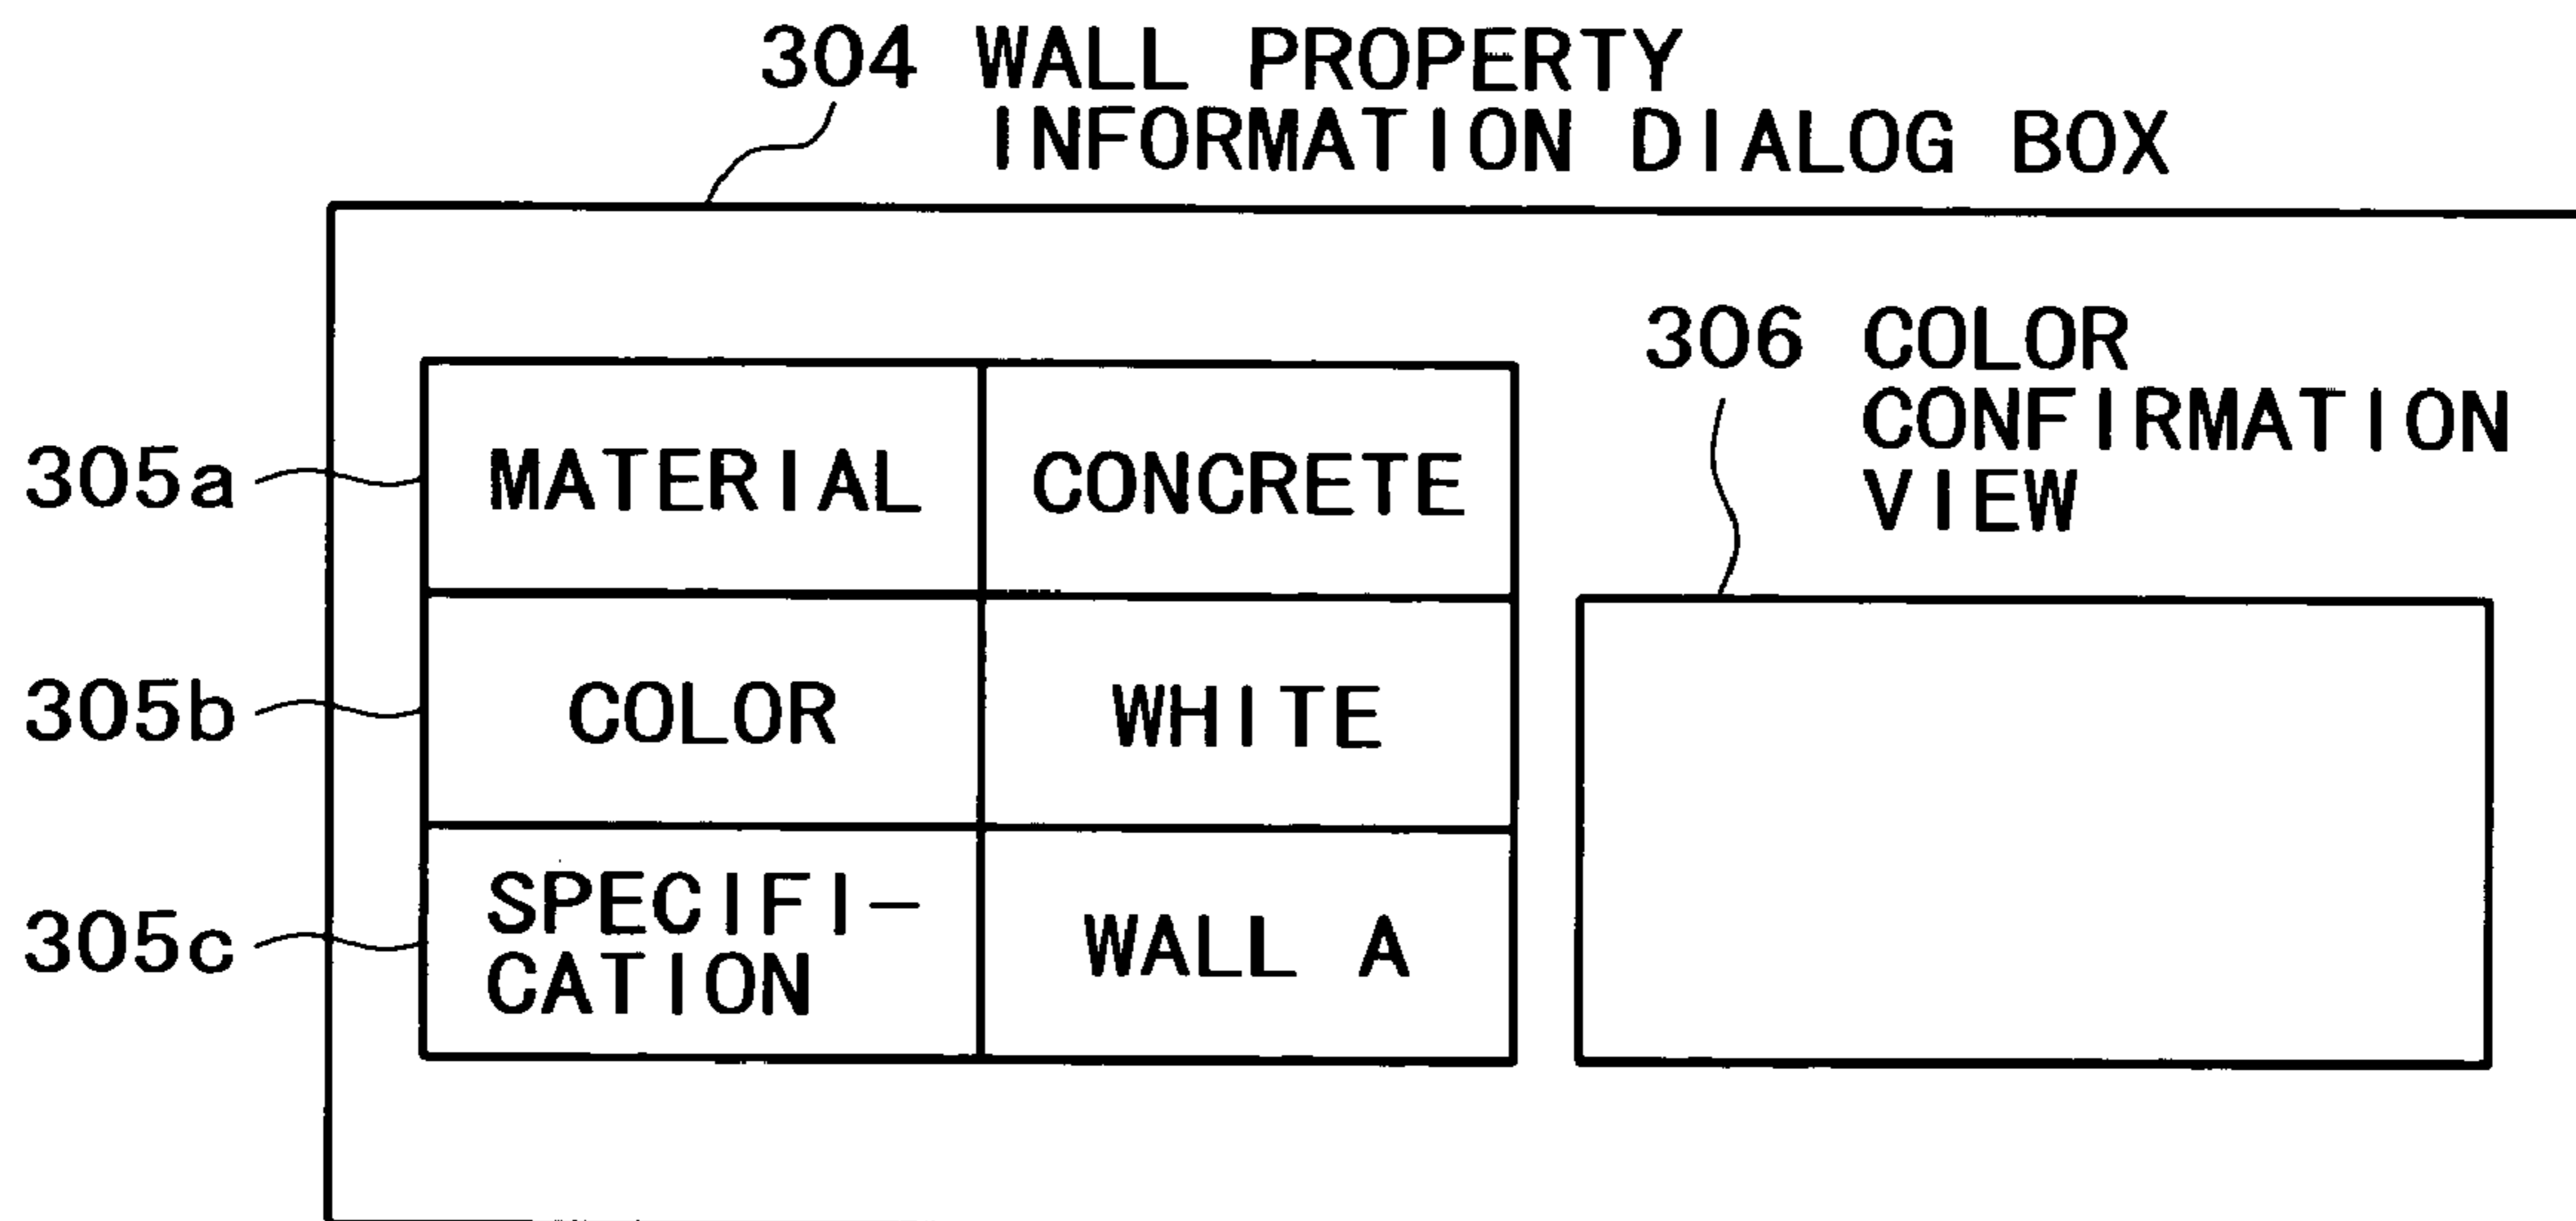 304 WALL PROPERTY
INFORMATION DIALOG BOX
306 COLOR
CONFIRMATION
VIEW
305a MATERIAL CONCRETE
305b COLOR WHITE
305c SPECIFI-
CATION WALL A